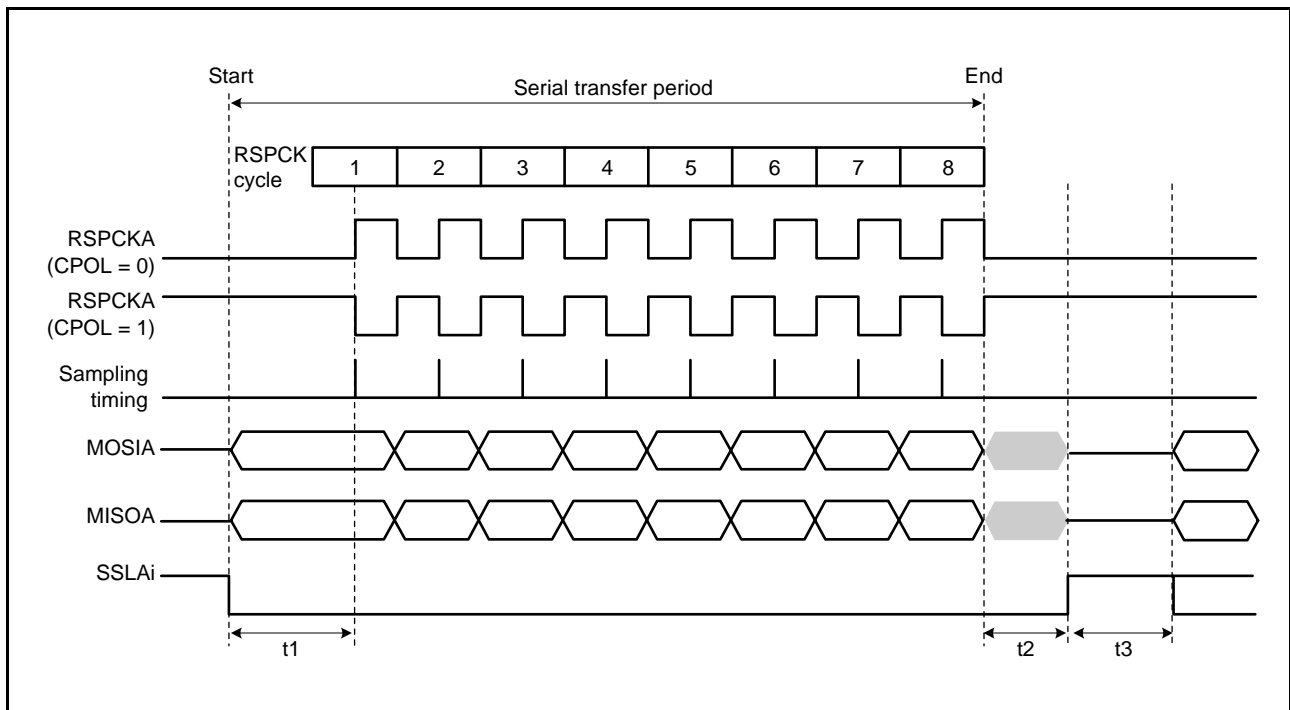 Start
End
Serial transfer period
RSPCK
cycle
1 2 3 4 5 6 7 8
RSPCKA
(CPOL = 0)
RSPCKA
(CPOL = 1)
Sampling
timing
MOSIA
MISOA
SSLAi
t1
t2
t3